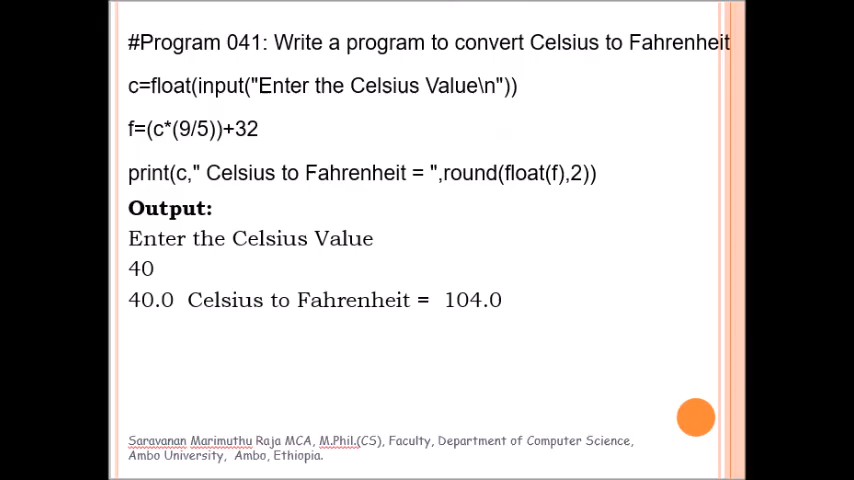 #Program 041: Write a program to convert Celsius to Fahrenheit
c=float(input("Enter the Celsius Value\n"))
f=(c*(9/5))+32
print(c," Celsius to Fahrenheit = ",round(float(f),2))
Output:
Enter the Celsius Value
40
40.0  Celsius to Fahrenheit =  104.0
Saravanan Marimuthu Raja MCA, M.Phil.(CS), Faculty, Department of Computer Science,
Ambo University,  Ambo, Ethiopia.